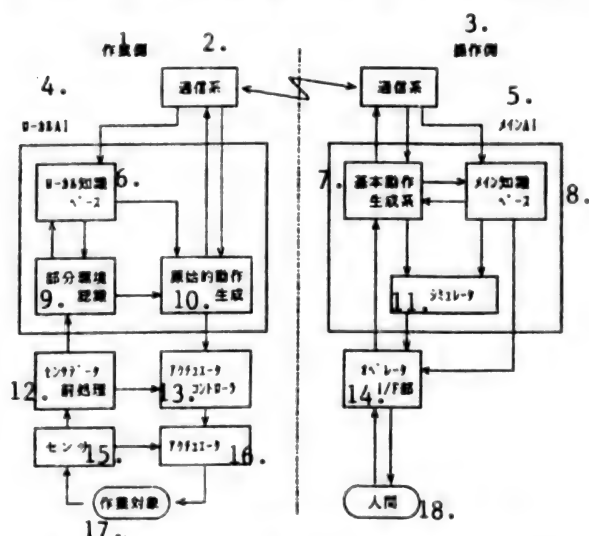 1.
作業側
2.
3.
操作側
4.
通信系
通信系
5.
ローカルAI
メインAI
ローカル知識
ベース
6.
7.
基本動作
生成系
メイン知識
ベース
8.
部分環境
認識
9.
原始的動作
生成
10.
シミュレータ
11.
センサデータ
前処理
12.
アクチュエータ
コントローラ
13.
オペレータ
I/F部
14.
センサ
15.
アクチュエータ
16.
作業対象
17.
人間
18.